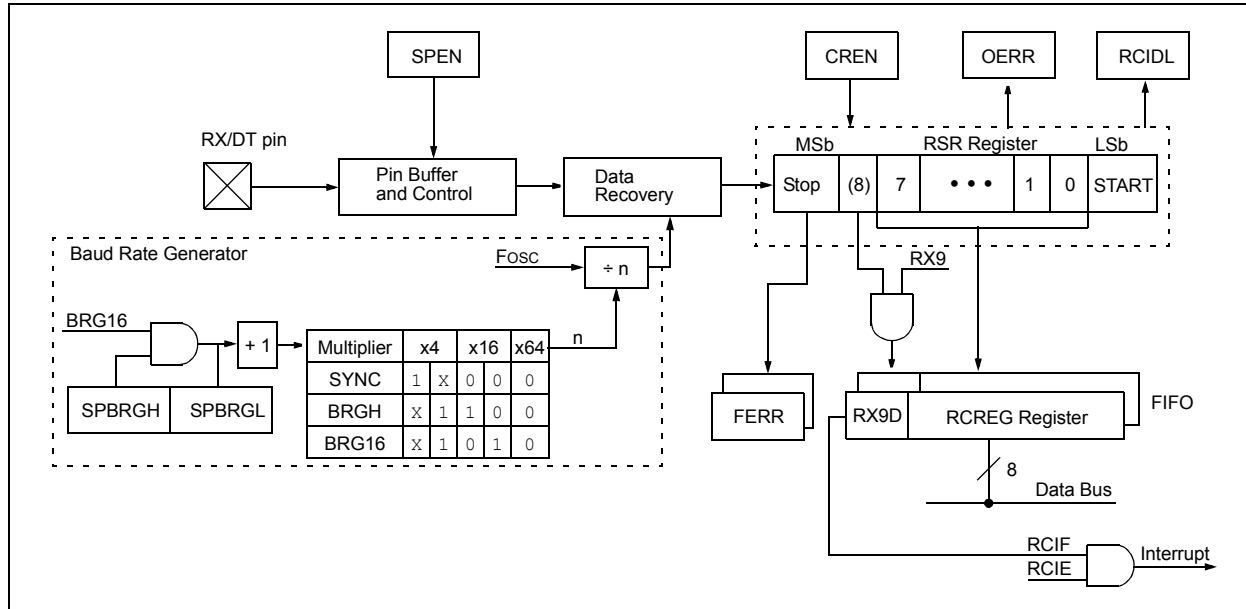 SPEN
CREN
OERR
RCIDL
RX/DT pin
MSb RSR Register LSb
Pin Buffer
and Control
Data
Recovery
Stop (8) 7 • • • 1 0 START
Baud Rate Generator
FOSC
÷ n
RX9
BRG16
+ 1
n
Multiplier x4 x16 x64
SYNC 1 X 0 0 0
BRGH X 1 1 0 0
BRG16 X 1 0 1 0
SPBRGH SPBRGL
FERR
RX9D RCREG Register
FIFO
8
Data Bus
RCIF
RCIE
Interrupt